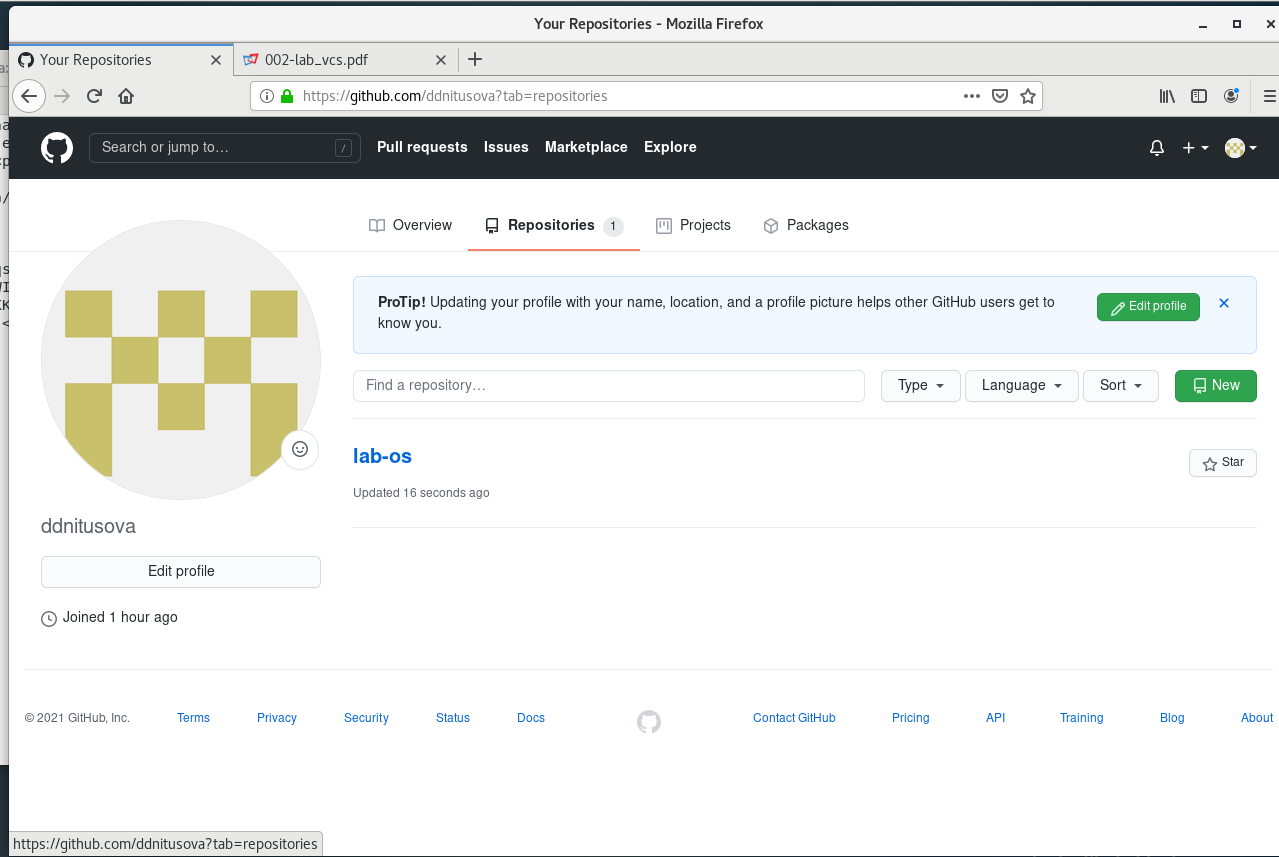 Your Repositories - Mozilla Firefox
Your Repositories
002-lab_vcs.pdf
https://github.com/ddnitusova?tab=repositories
Search or jump to… /
Pull requests Issues Marketplace Explore
Overview Repositories 1 Projects Packages
ProTip! Updating your profile with your name, location, and a profile picture helps other GitHub users get to
know you.
Edit profile
Find a repository…
Type Language Sort New
lab-os
Star
Updated 16 seconds ago
ddnitusova
Edit profile
Joined 1 hour ago
© 2021 GitHub, Inc. Terms Privacy Security Status Docs Contact GitHub Pricing API Training Blog About
https://github.com/ddnitusova?tab=repositories